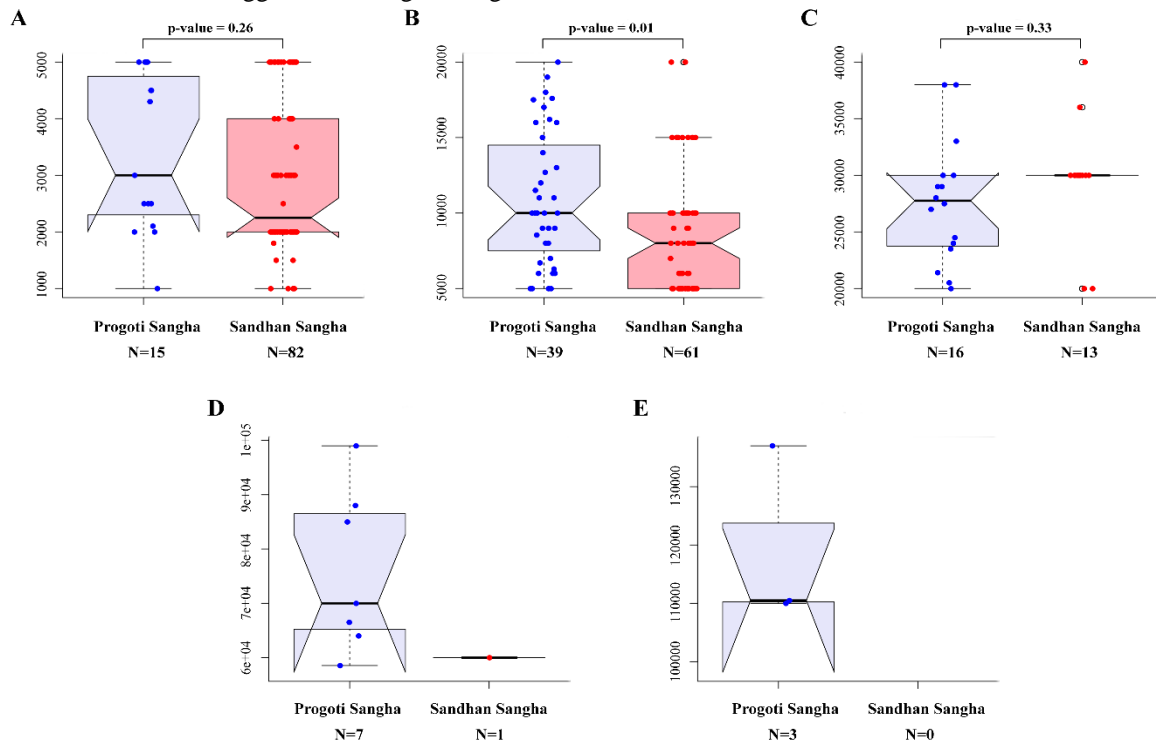 A
p-value = 0.26
5000
4000
3000
2000
1000
Progoti Sangha Sandhan Sangha
N=15 N=82
B
p-value = 0.01
20000
15000
10000
5000
Progoti Sangha Sandhan Sangha
N=39 N=61
C
p-value = 0.33
40000
35000
30000
25000
20000
Progoti Sangha Sandhan Sangha
N=16 N=13
D
1e+05
9e+04
8e+04
7e+04
6e+04
Progoti Sangha Sandhan Sangha
N=7 N=1
E
130000
120000
110000
100000
Progoti Sangha Sandhan Sangha
N=3 N=0